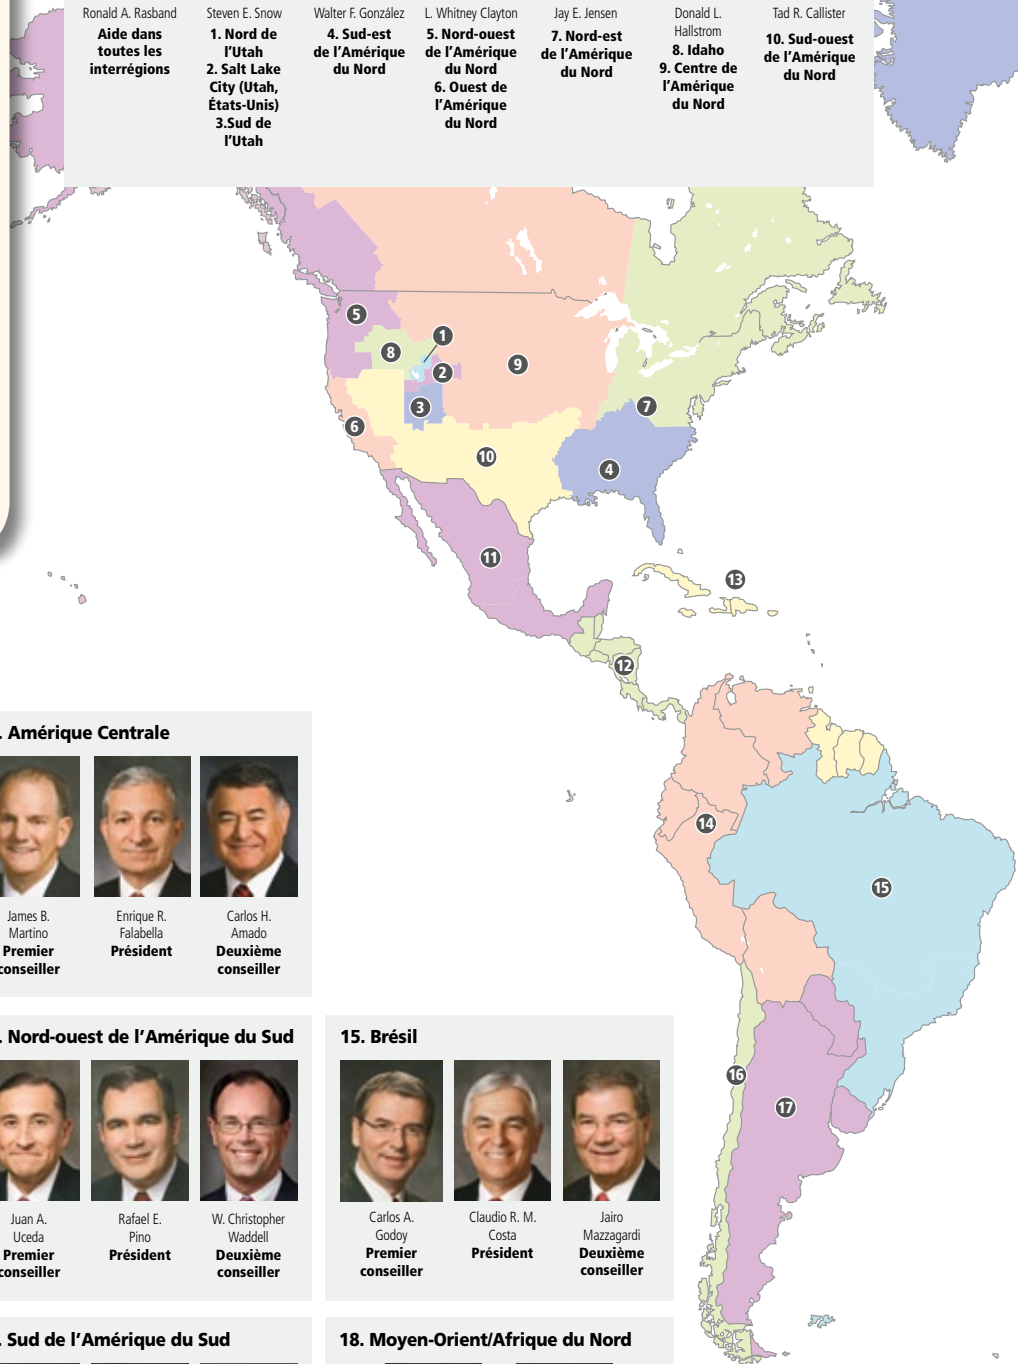 Ronald A. Rasband
Aide dans
toutes les
interrégions
Steven E. Snow
1. Nord de
l'Utah
2. Salt Lake
City (Utah,
États-Unis)
3.Sud de
l'Utah
Walter F. González
4. Sud-est
de l'Amérique
du Nord
L. Whitney Clayton
5. Nord-ouest
de l'Amérique
du Nord
6. Ouest de
l'Amérique
du Nord
Jay E. Jensen
7. Nord-est
de l'Amérique
du Nord
Donald L.
Hallstrom
8. Idaho
9. Centre de
l'Amérique
du Nord
Tad R. Callister
10. Sud-ouest
de l'Amérique
du Nord
5
1
8
2
9
3
7
6
10
4
11
13
12
14
15
16
17
. Amérique Centrale
James B.
Martino
Premier
conseiller
Enrique R.
Falabella
Président
Carlos H.
Amado
Deuxième
conseiller
. Nord-ouest de l'Amérique du Sud
Juan A.
Uceda
Premier
conseiller
Rafael E.
Pino
Président
W. Christopher
Waddell
Deuxième
conseiller
15. Brésil
Carlos A.
Godoy
Premier
conseiller
Claudio R. M.
Costa
Président
Jairo
Mazzagardi
Deuxième
conseiller
. Sud de l'Amérique du Sud
18. Moyen-Orient/Afrique du Nord